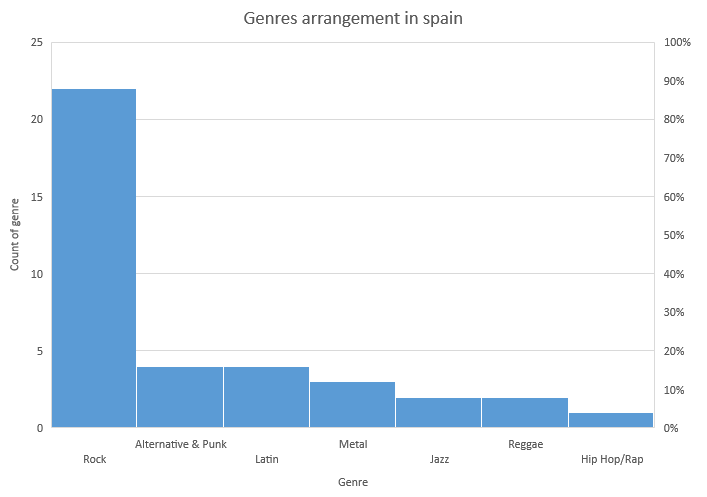 Genres arrangement in spain
25
20
15
10
5
0
Count of genre
100%
90%
80%
70%
60%
50%
40%
30%
20%
10%
0%
Rock
Alternative & Punk
Latin
Metal
Jazz
Reggae
Hip Hop/Rap
Genre